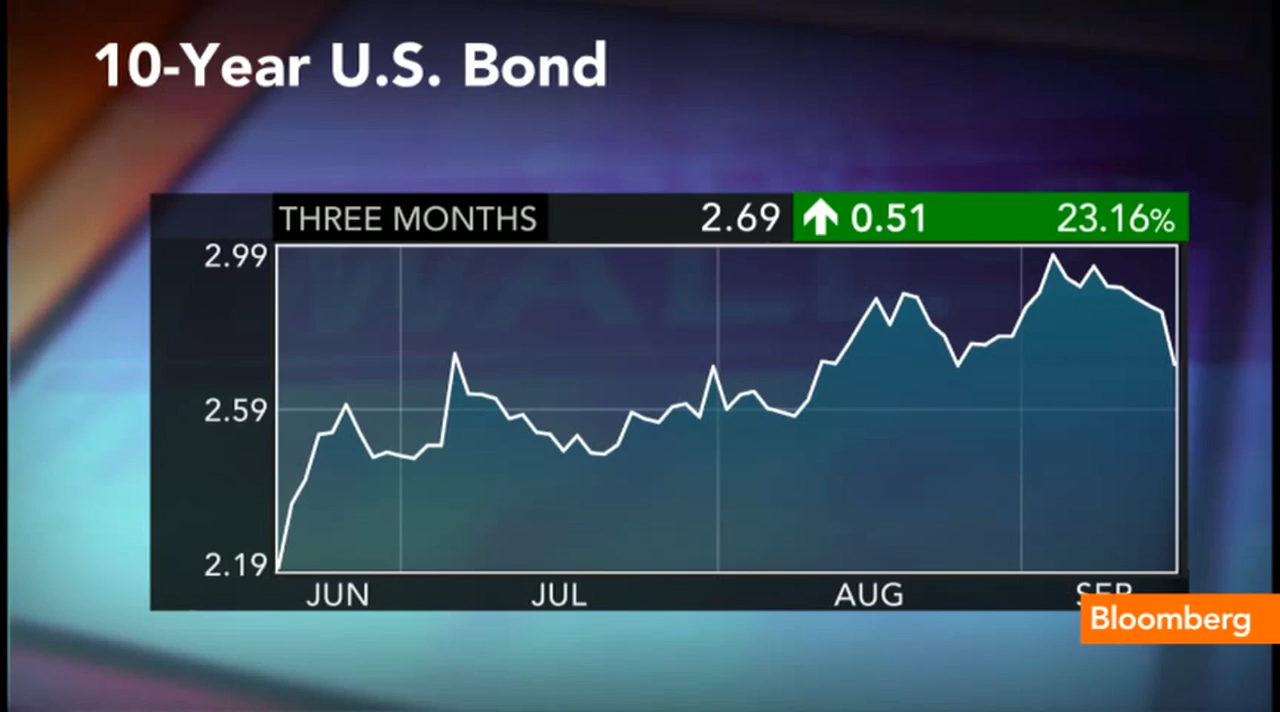 10-Year U.S. Bond
THREE MONTHS 2.69 0.51 23.16%
2.99
2.59
2.19
JUN JUL AUG SEP
Bloomberg